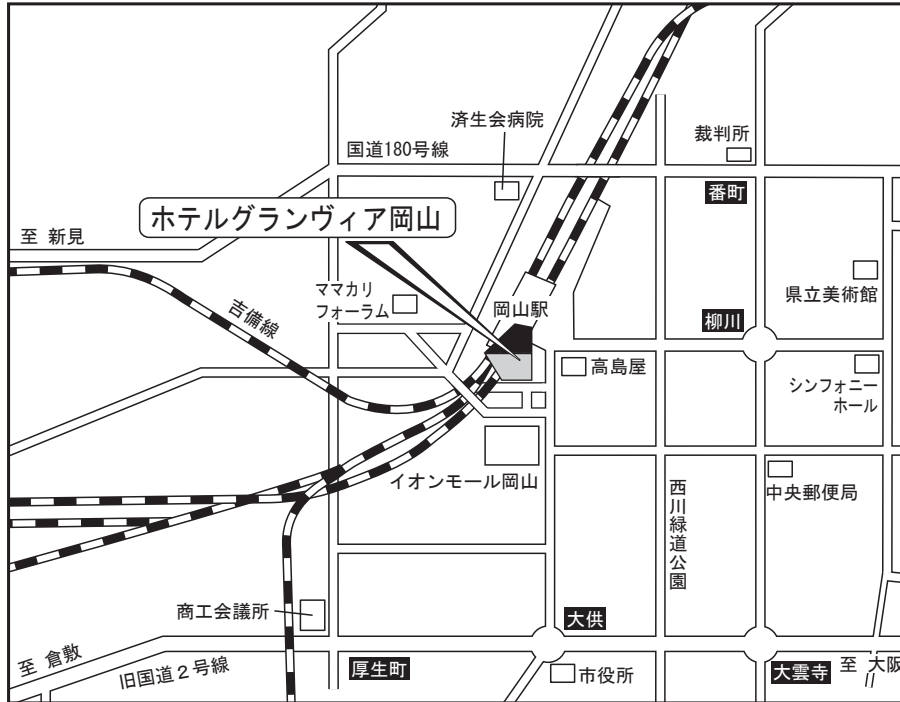 済生会病院
裁判所
国道180号線
番町
ホテルグランヴィア岡山
至 新見
ママカリ
フォーラム
吉備線
岡山駅
県立美術館
柳川
高島屋
シンフォニー
ホール
イオンモール岡山
中央郵便局
西川緑道公園
商工会議所
大供
至 倉敷
旧国道2号線
厚生町
市役所
大雲寺
至 大阪